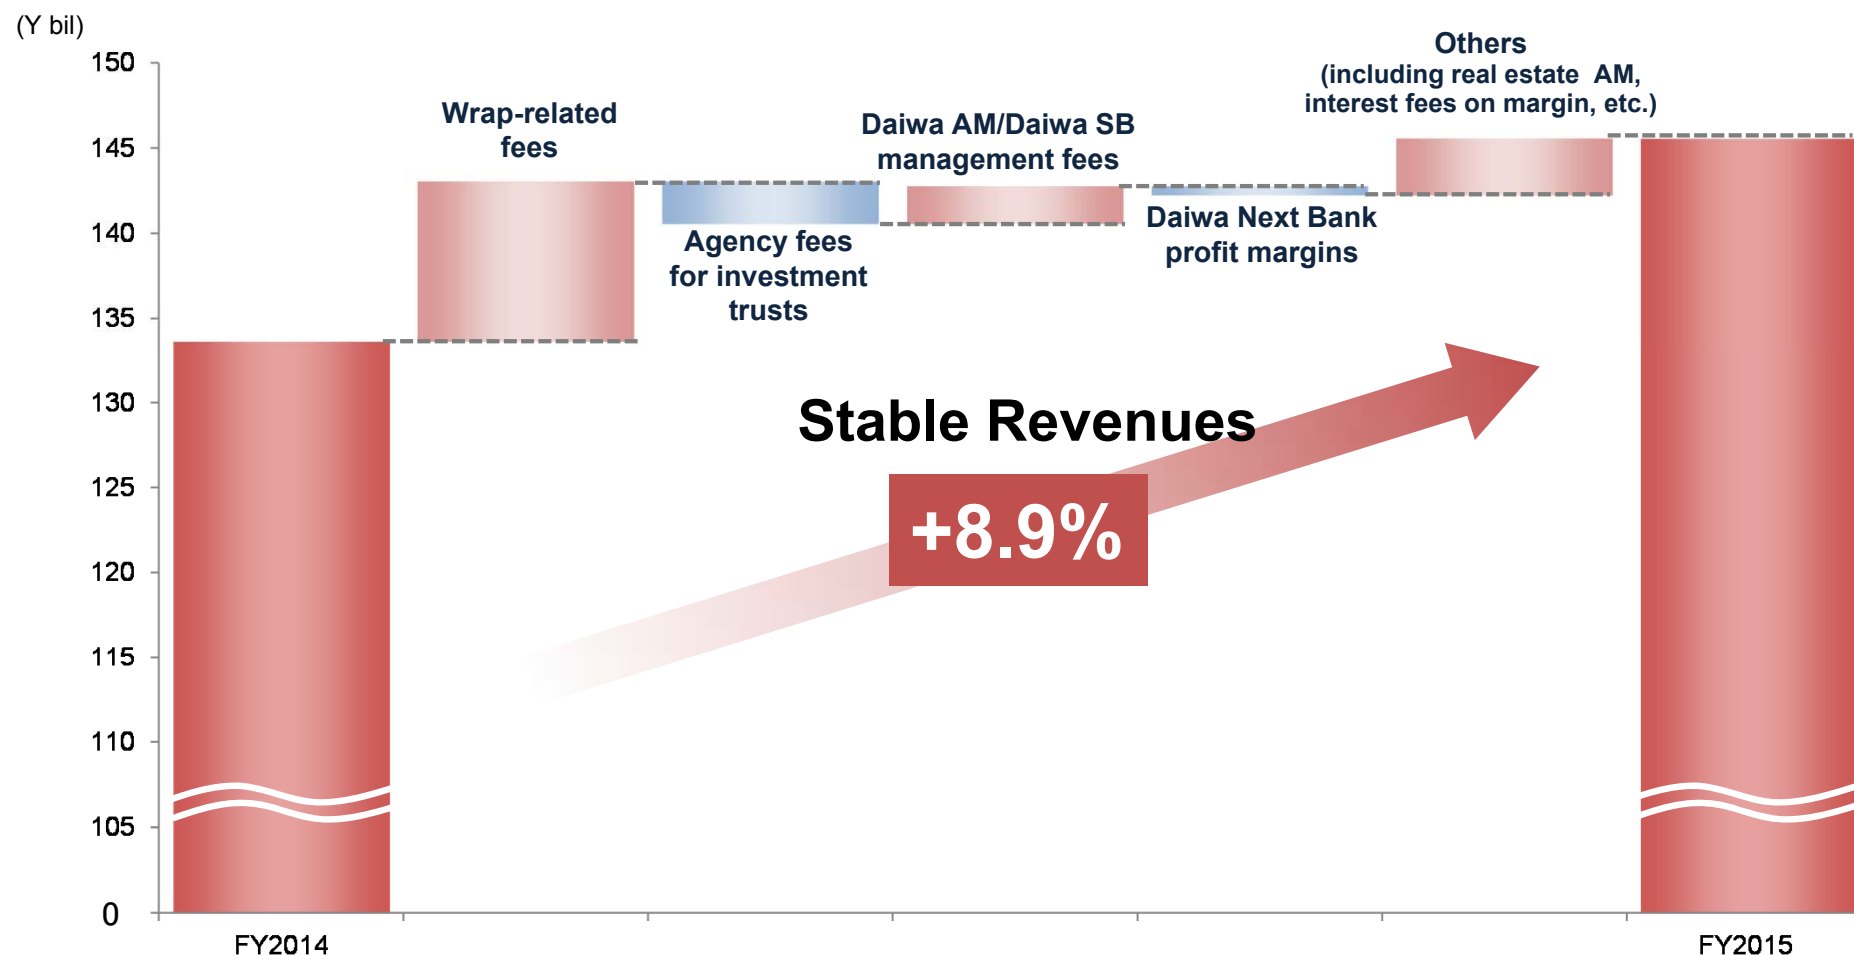 (Y bil)
150
145
140
135
130
125
120
115
110
105
0
Wrap-related
fees
Agency fees
for investment
trusts
Daiwa AM/Daiwa SB
management fees
Daiwa Next Bank
profit margins
Others
(including real estate AM,
interest fees on margin, etc.)
Stable Revenues
+8.9%
FY2014
FY2015